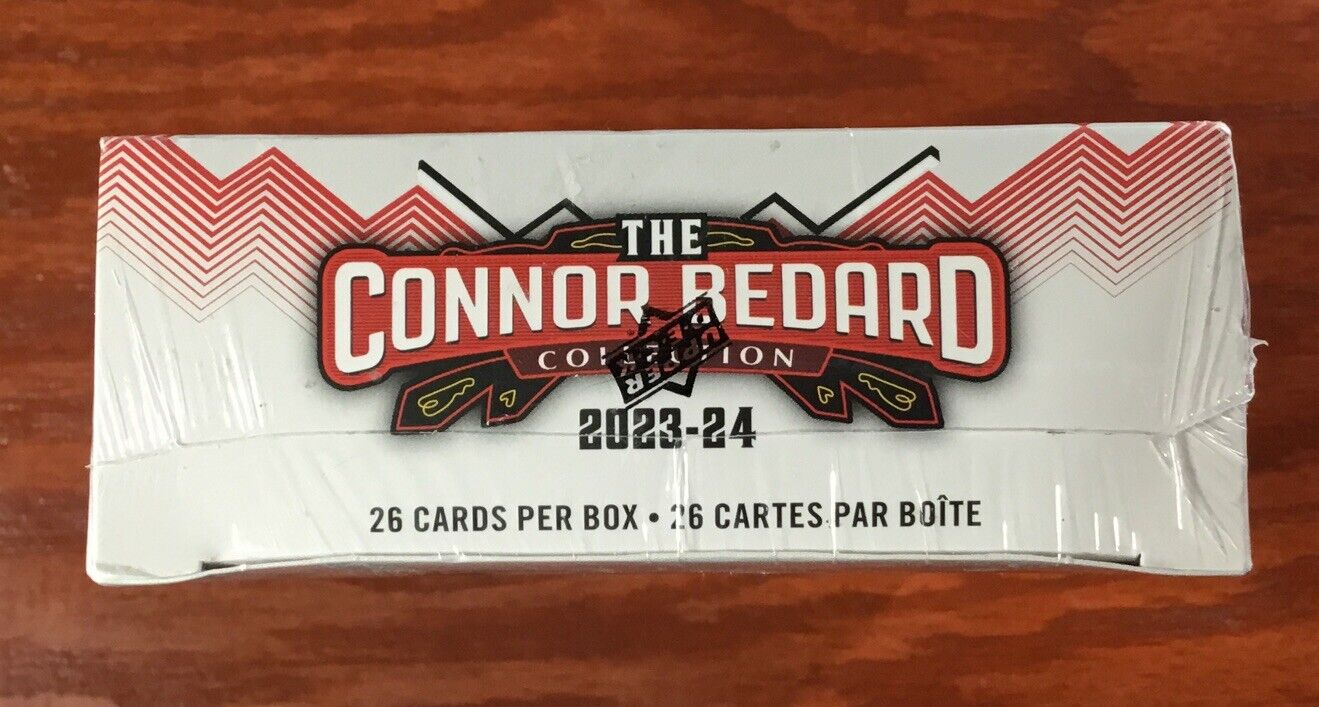 THE
CONNOR BEDARD
COLLECTION
UPPER DECK
2023-24
26 CARDS PER BOX • 26 CARTES PAR BOÎTE